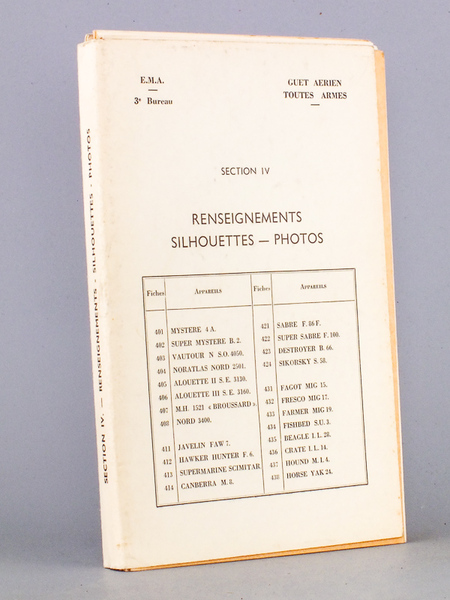 E.M.A.
3e Bureau
GUET AERIEN
TOUTES ARMES
SECTION IV
RENSEIGNEMENTS
SILHOUETTES — PHOTOS
Fiches APPAREILS
401 MYSTERE 4 A.
402 SUPER MYSTERE B. 2.
403 VAUTOUR N S.O. 4050.
404 NORATLAS NORD 2501.
405 ALOUETTE II S.E. 3130.
406 ALOUETTE III S.E. 3160.
407 M.H. 1521 « BROUSSARD ».
408 NORD 3400.
411 JAVELIN FAW 7.
412 HAWKER HUNTER F. 6.
413 SUPERMARINE SCIMITAR
414 CANBERRA M. 8.
Fiches APPAREILS
421 SABRE F. 86 F.
422 SUPER SABRE F. 100.
423 DESTROYER B. 66.
424 SIKORSKY S. 58.
431 FAGOT MIG 15.
432 FRESCO MIG 17.
433 FARMER MIG 19.
434 FISHBED S.U. 3.
435 BEAGLE I.L. 28.
436 CRATE I.L. 14.
437 HOUND M.I. 4.
438 HORSE YAK 24.
SECTION IV. — RENSEIGNEMENTS - SILHOUETTES - PHOTOS